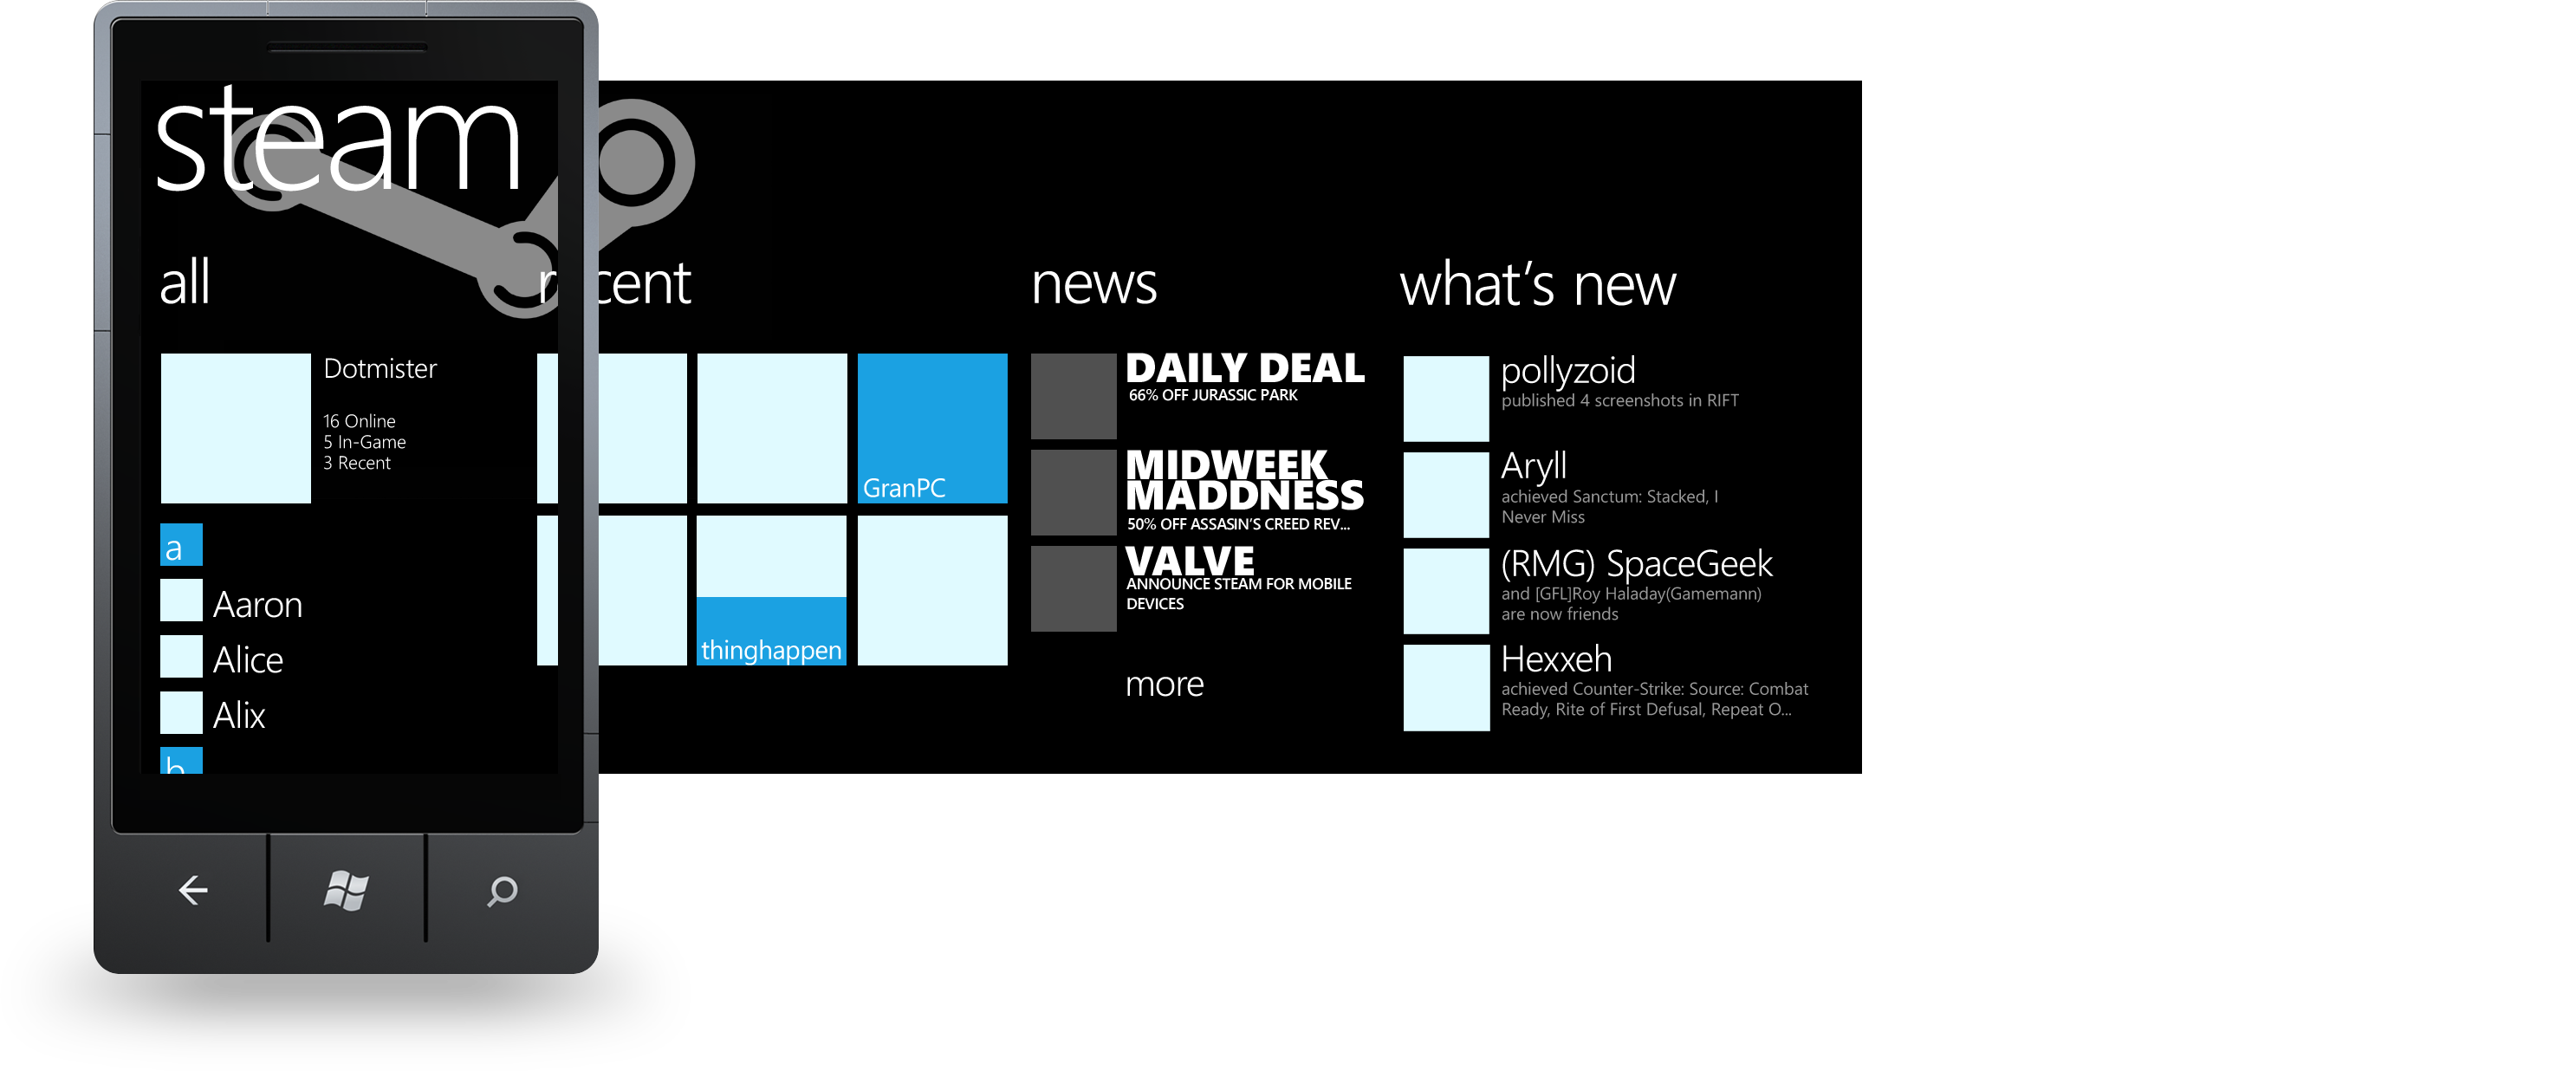 steam
all
Dotmister
16 Online
5 In-Game
3 Recent
a
Aaron
Alice
Alix
b
recent
GranPC
thinghappen
news
DAILY DEAL
66% OFF JURASSIC PARK
MIDWEEK
MADDNESS
50% OFF ASSASIN'S CREED REV...
VALVE
ANNOUNCE STEAM FOR MOBILE
DEVICES
more
what's new
pollyzoid
published 4 screenshots in RIFT
Aryll
achieved Sanctum: Stacked, I
Never Miss
(RMG) SpaceGeek
and [GFL]Roy Haladay(Gamemann)
are now friends
Hexxeh
achieved Counter-Strike: Source: Combat
Ready, Rite of First Defusal, Repeat O...